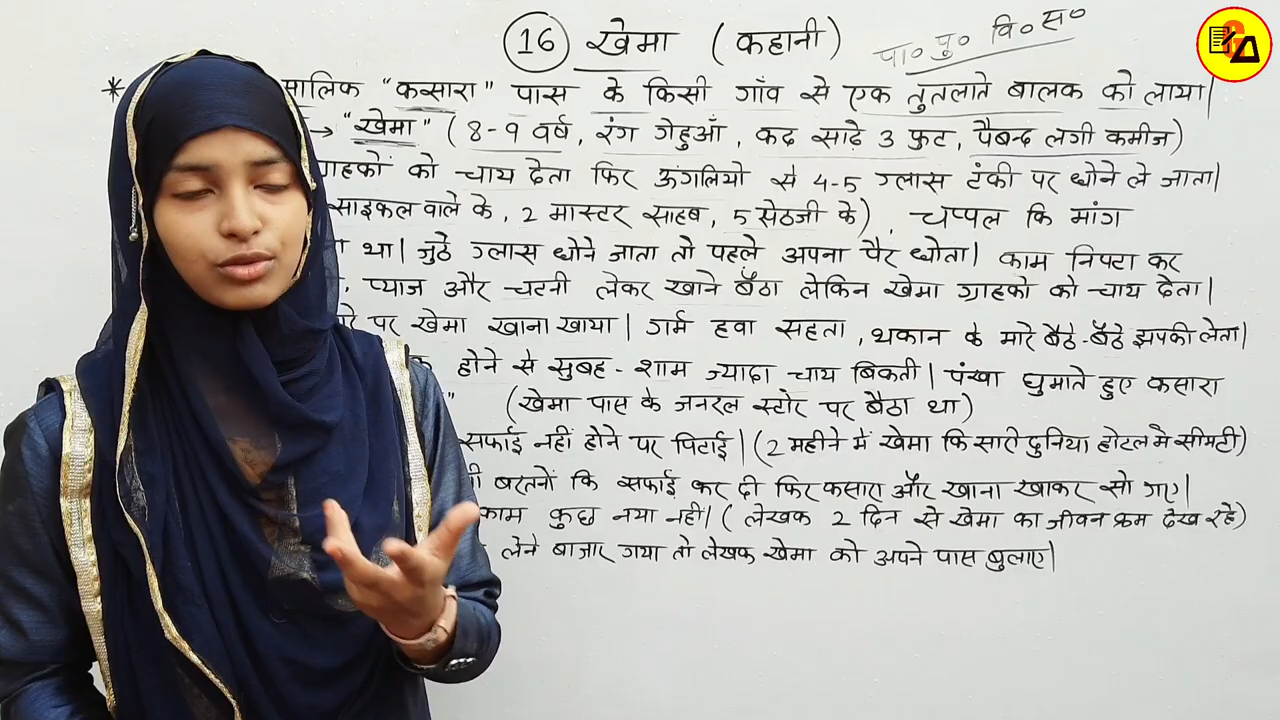 16 खेमा (कहानी) पा० पु० वि० स०
* मालिक "कसारा" पास के किसी गाँव से एक तुतलाते बालक को लाया|
→ "खेमा" (8-9 वर्ष, रंग गेहुआँ, कद साढे 3 फुट, पैबन्द लगी कमीज)
ग्राहकों को चाय देता फिर ऊंगलियो से 4-5 ग्लास टंकी पर धोने ले जाता|
साइकल वाले के, 2 मास्टर साहब, 5 सेठजी के) चप्पल कि मांग
था| जुठे ग्लास धोने जाता तो पहले अपना पैर धोता| काम निपटा कर
, प्याज और चटनी लेकर खाने बैठा लेकिन खेमा ग्राहको को चाय देता|
पर खेमा खाना खाया| गर्म हवा सहता, थकान के मारे बैठे-बैठे झपकी लेता|
होने से सुबह-शाम ज्यादा चाय बिकती| पंखा घुमाते हुए कसारा
" (खेमा पास के जनरल स्टोर पर बैठा था)
सफाई नहीं होने पर पिटाई| (2 महीने में खेमा कि सारी दुनिया होटल मे सीमटी)
बरतनों कि सफाई कर दी फिर कसारा और खाना खाकर सो गए|
काम कुछ नया नहीं| (लेखक 2 दिन से खेमा का जीवन क्रम देख रहे)
लेने बाजार गया तो लेखक खेमा को अपने पास बुलाए|